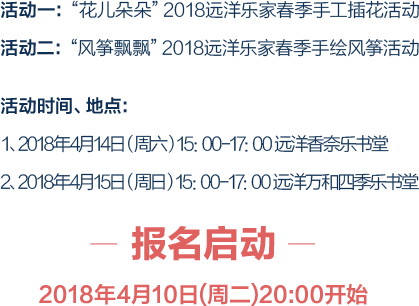 活动一：“花儿朵朵”2018远洋乐家春季手工插花活动
活动二：“风筝飘飘”2018远洋乐家春季手绘风筝活动
活动时间、地点：
1、2018年4月14日（周六）15：00-17：00 远洋香奈乐书堂
2、2018年4月15日（周日）15：00-17：00 远洋万和四季乐书堂
— 报名启动 —
2018年4月10日(周二)20:00开始